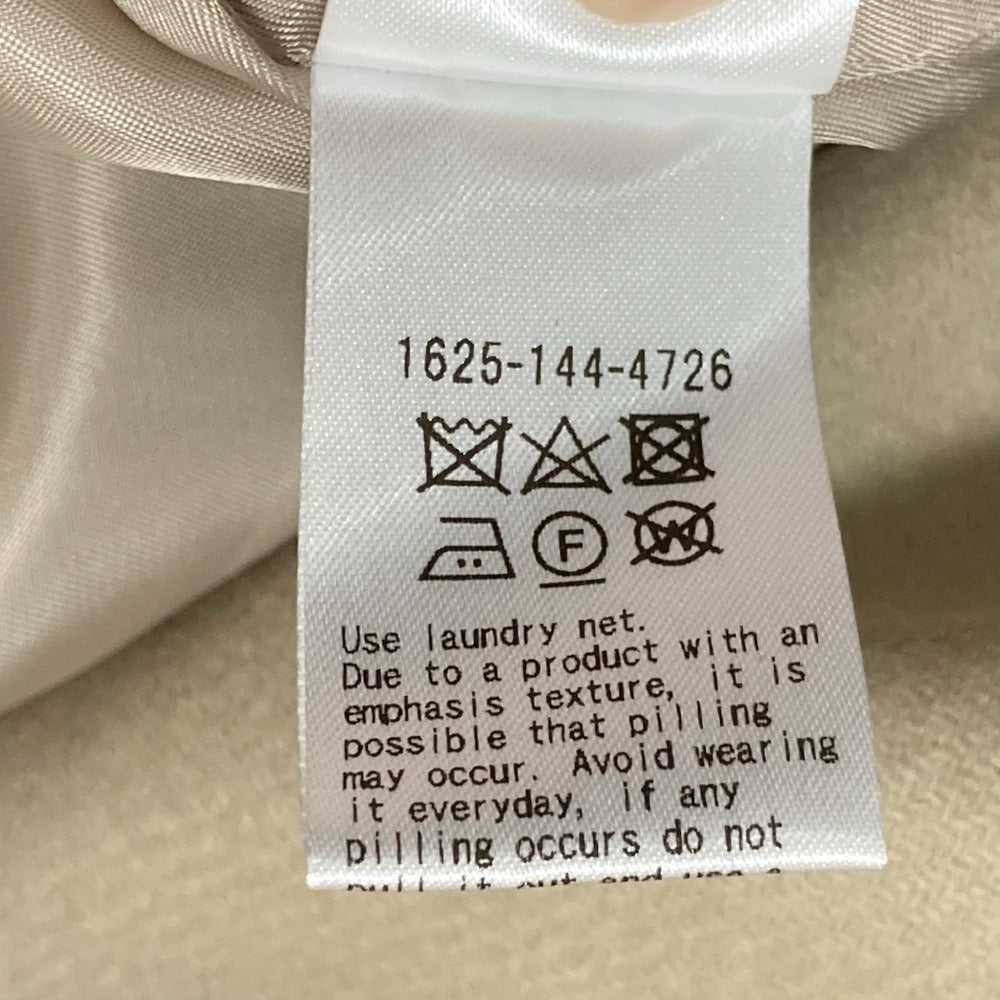 1625-144-4726
F
W
Use laundry net.
Due to a product with an
emphasis texture, it is
possible that pilling
may occur. Avoid wearing
it everyday, if any
pilling occurs do not